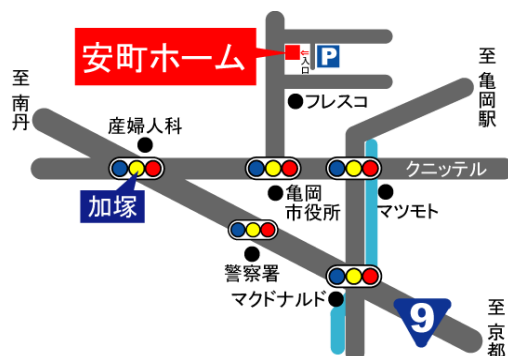 安町ホーム
⇐入口
P
至亀岡駅
至南丹
フレスコ
産婦人科
クニッテル
加塚
亀岡
市役所
マツモト
警察署
マクドナルド
9
至京都